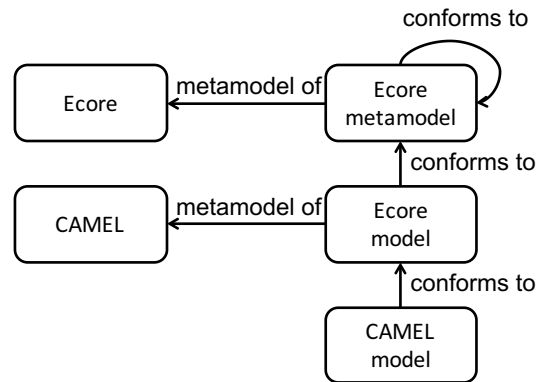 conforms to
Ecore
metamodel of
Ecore
metamodel
conforms to
CAMEL
metamodel of
Ecore
model
conforms to
CAMEL
model